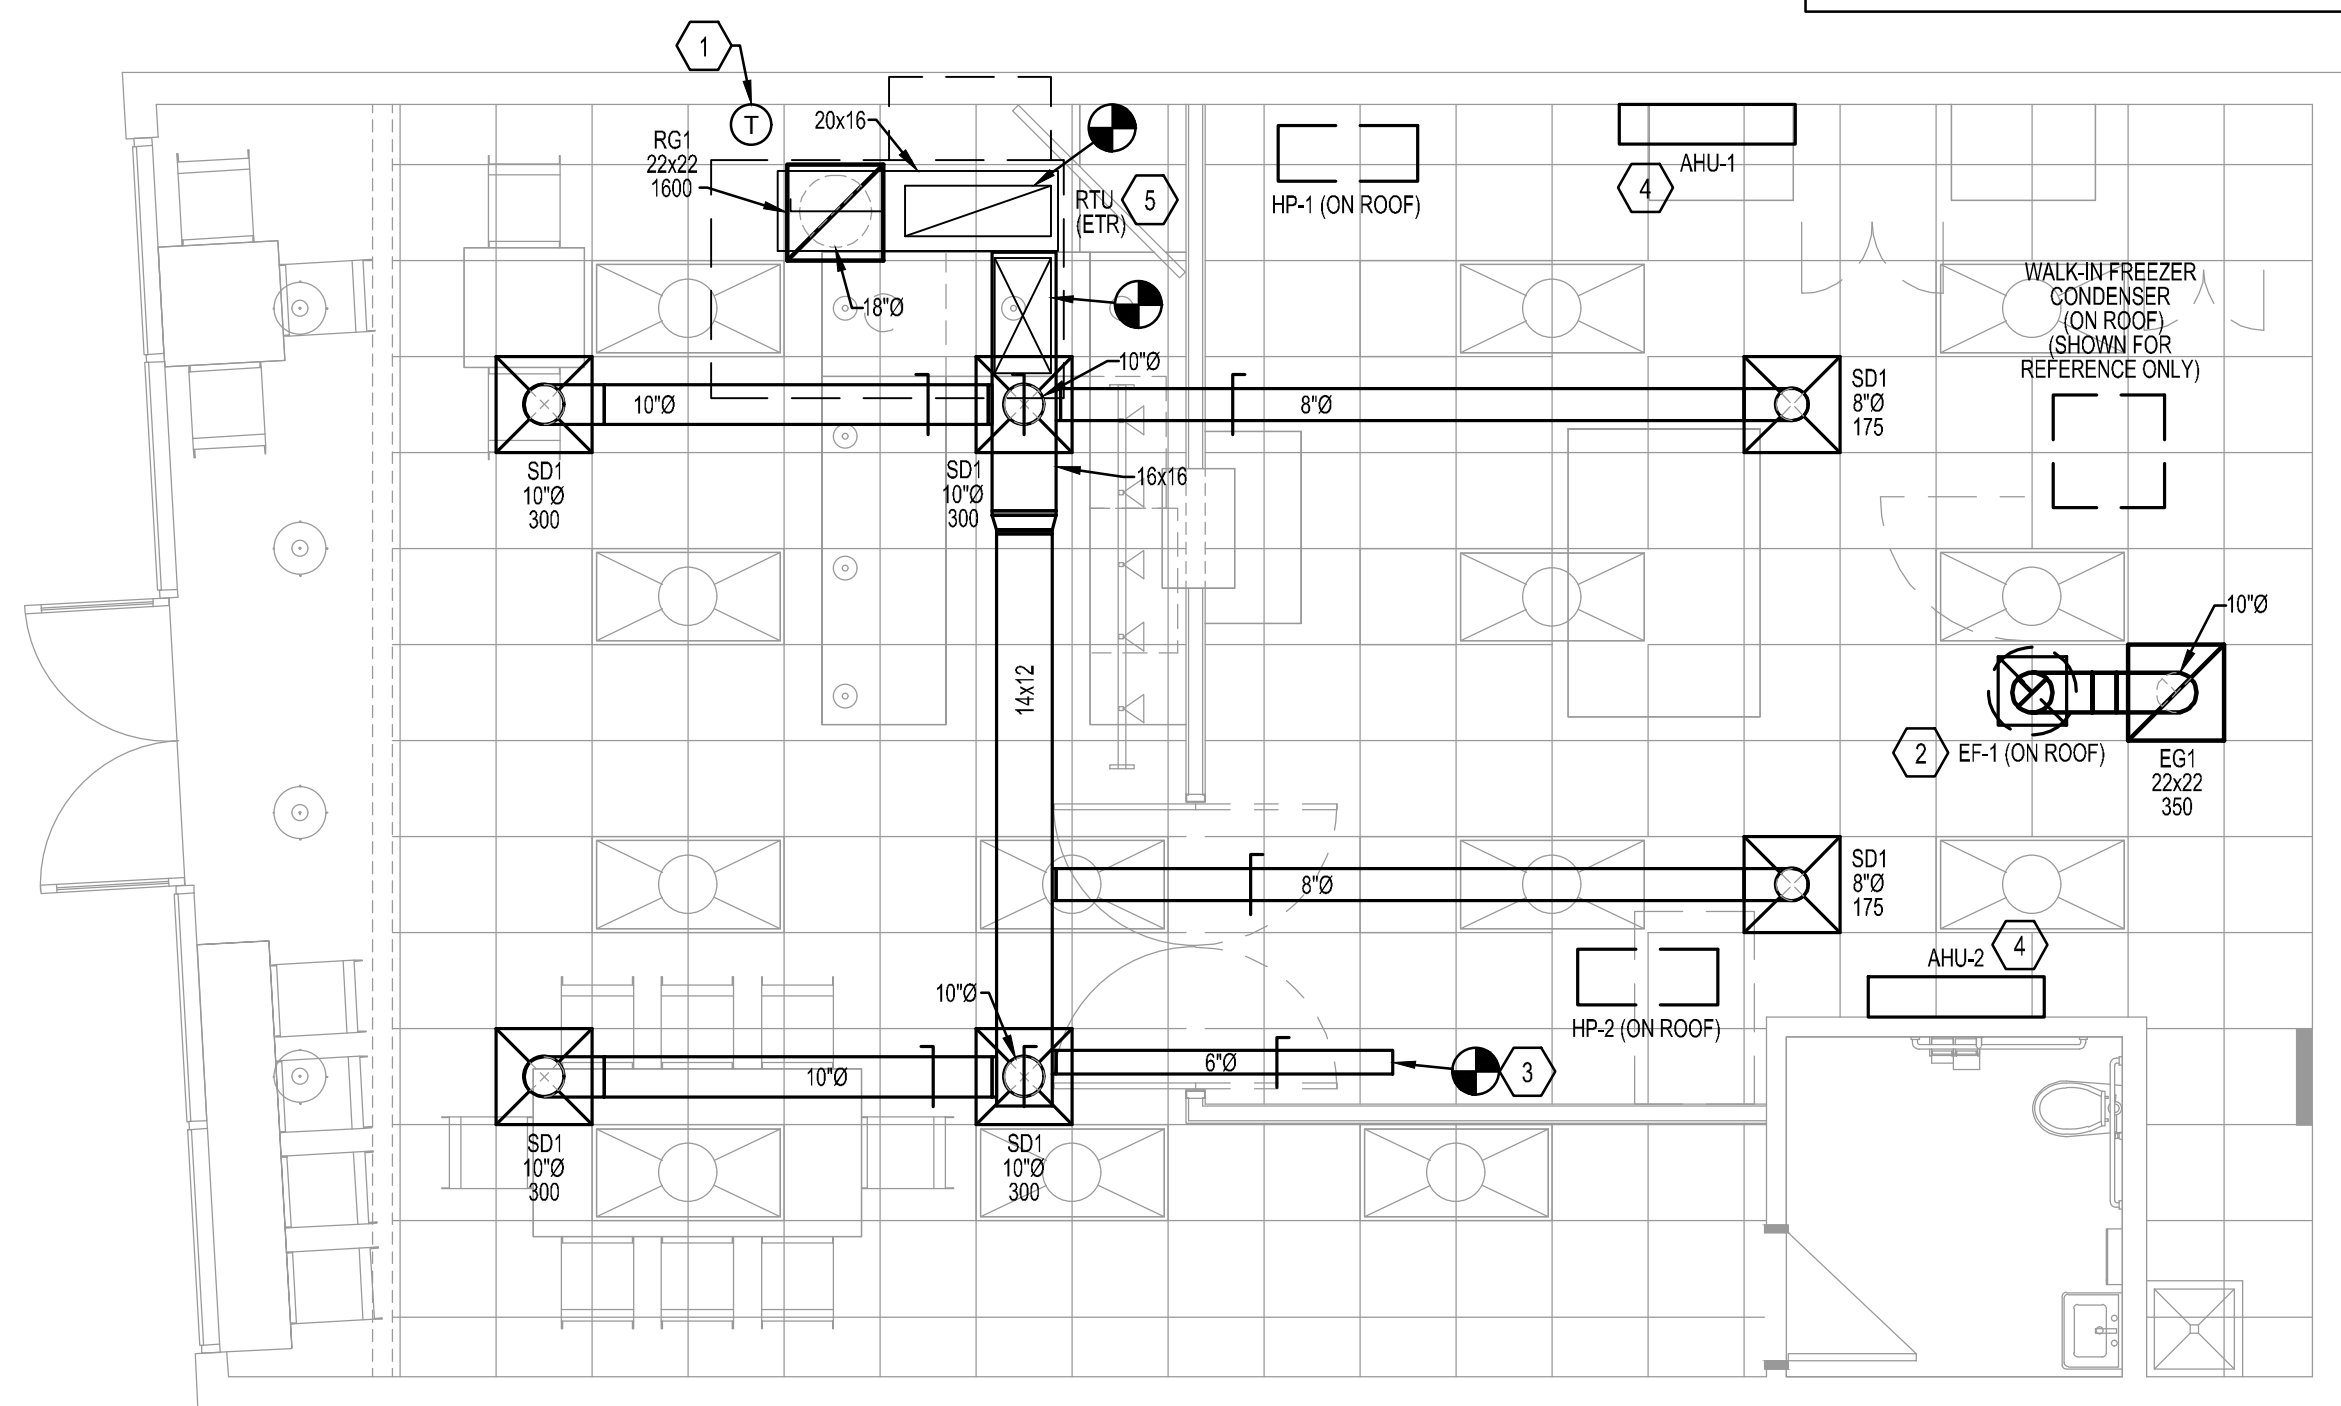 1
T
20x16
RG1
22x22
1600
RTU
(ETR)
5
HP-1 (ON ROOF)
AHU-1
4
18"Ø
WALK-IN FREEZER
CONDENSER
(ON ROOF)
(SHOWN FOR
REFERENCE ONLY)
10"Ø
10"Ø
8"Ø
SD1
8"Ø
175
SD1
10"Ø
300
SD1
10"Ø
300
16x16
14x12
10"Ø
2
EF-1 (ON ROOF)
EG1
22x22
350
8"Ø
SD1
8"Ø
175
AHU-2
4
HP-2 (ON ROOF)
10"Ø
10"Ø
6"Ø
3
SD1
10"Ø
300
SD1
10"Ø
300